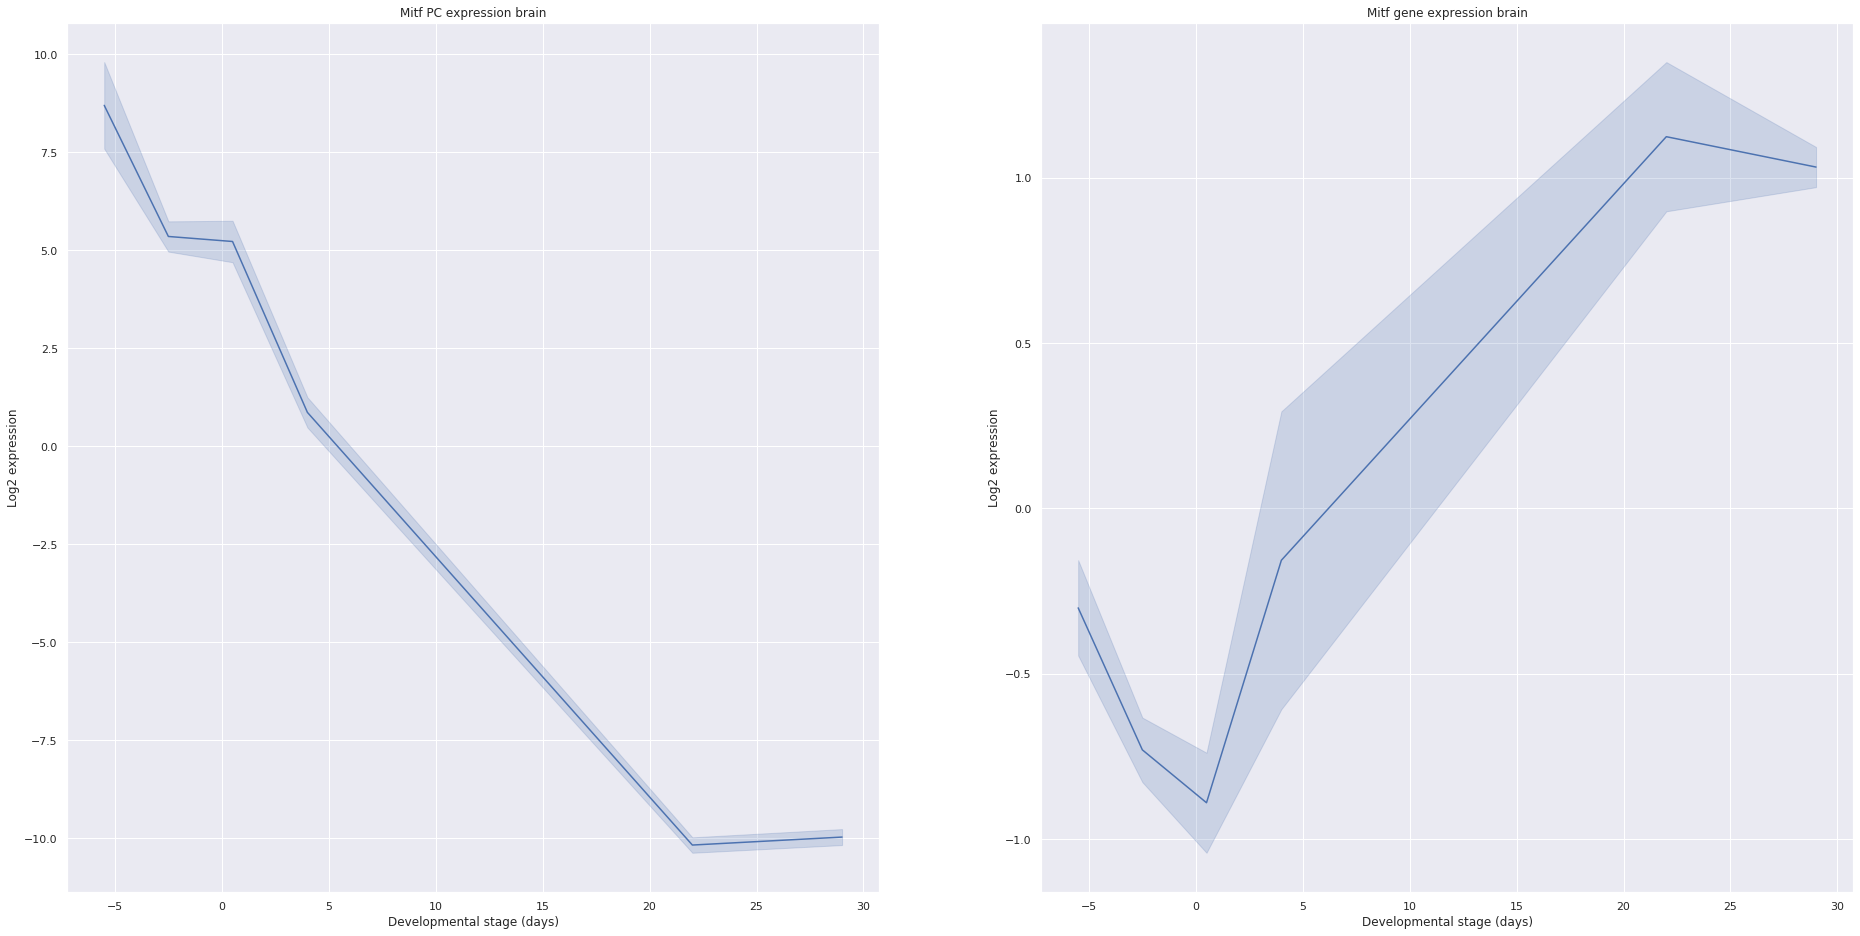 Mitf PC expression brain
10.0
7.5
5.0
2.5
0.0
−2.5
−5.0
−7.5
−10.0
Log2 expression
−5 0 5 10 15 20 25 30
Developmental stage (days)
Mitf gene expression brain
1.0
0.5
0.0
−0.5
−1.0
Log2 expression
−5 0 5 10 15 20 25 30
Developmental stage (days)